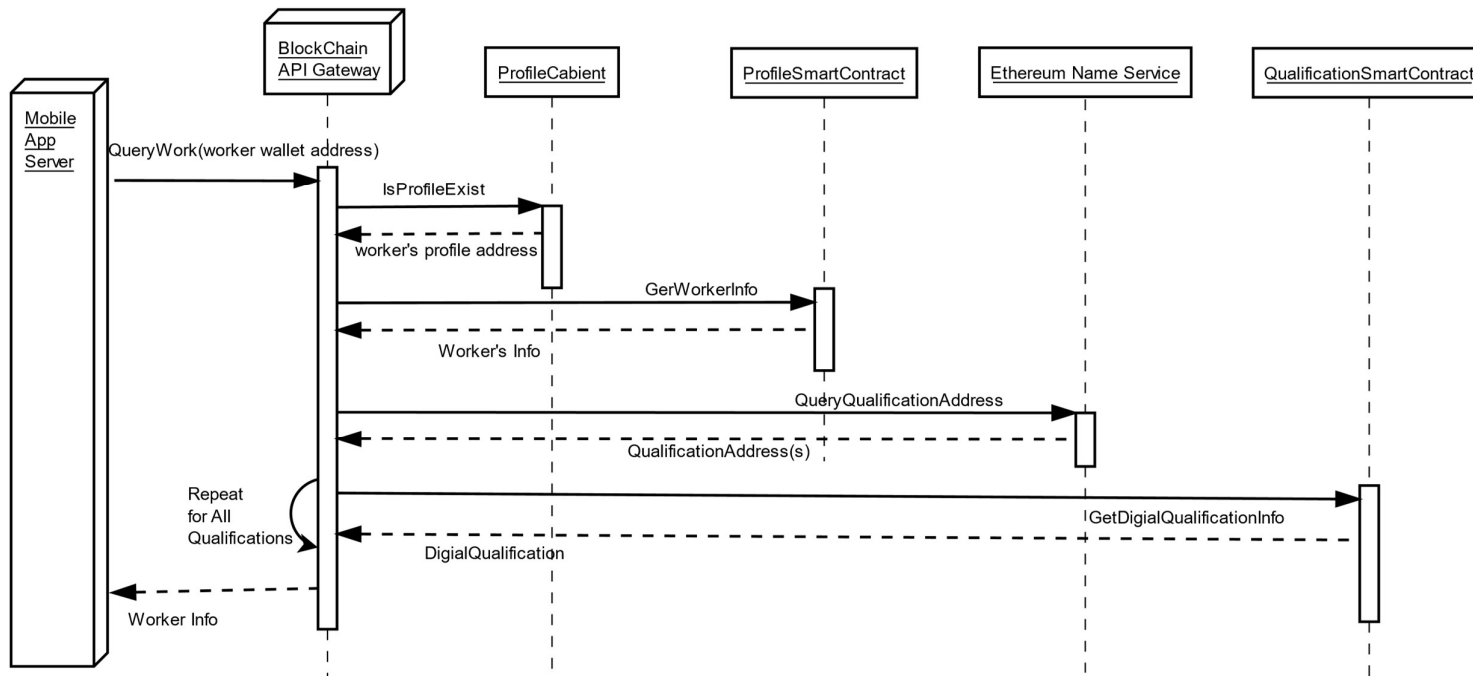 BlockChain
API Gateway
ProfileCabient
ProfileSmartContract
Ethereum Name Service
QualificationSmartContract
Mobile
App
Server
QueryWork(worker wallet address)
IsProfileExist
worker's profile address
GerWorkerInfo
Worker's Info
QueryQualificationAddress
QualificationAddress(s)
Repeat
for All
Qualifications
GetDigialQualificationInfo
DigialQualification
Worker Info